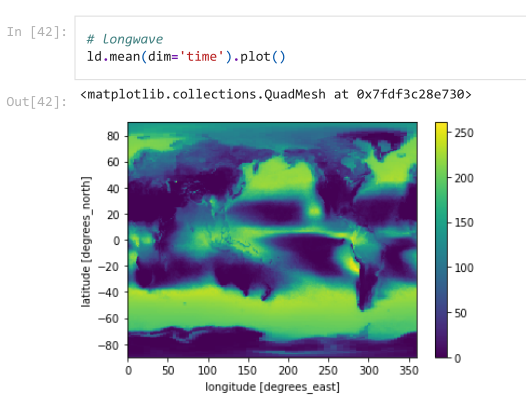 In [42]:
# Longwave
ld.mean(dim='time').plot()
Out[42]:
<matplotlib.collections.QuadMesh at 0x7fdf3c28e730>
80
60
40
20
0
−20
−40
−60
−80
latitude [degrees_north]
0 50 100 150 200 250 300 350
longitude [degrees_east]
250
200
150
100
50
0